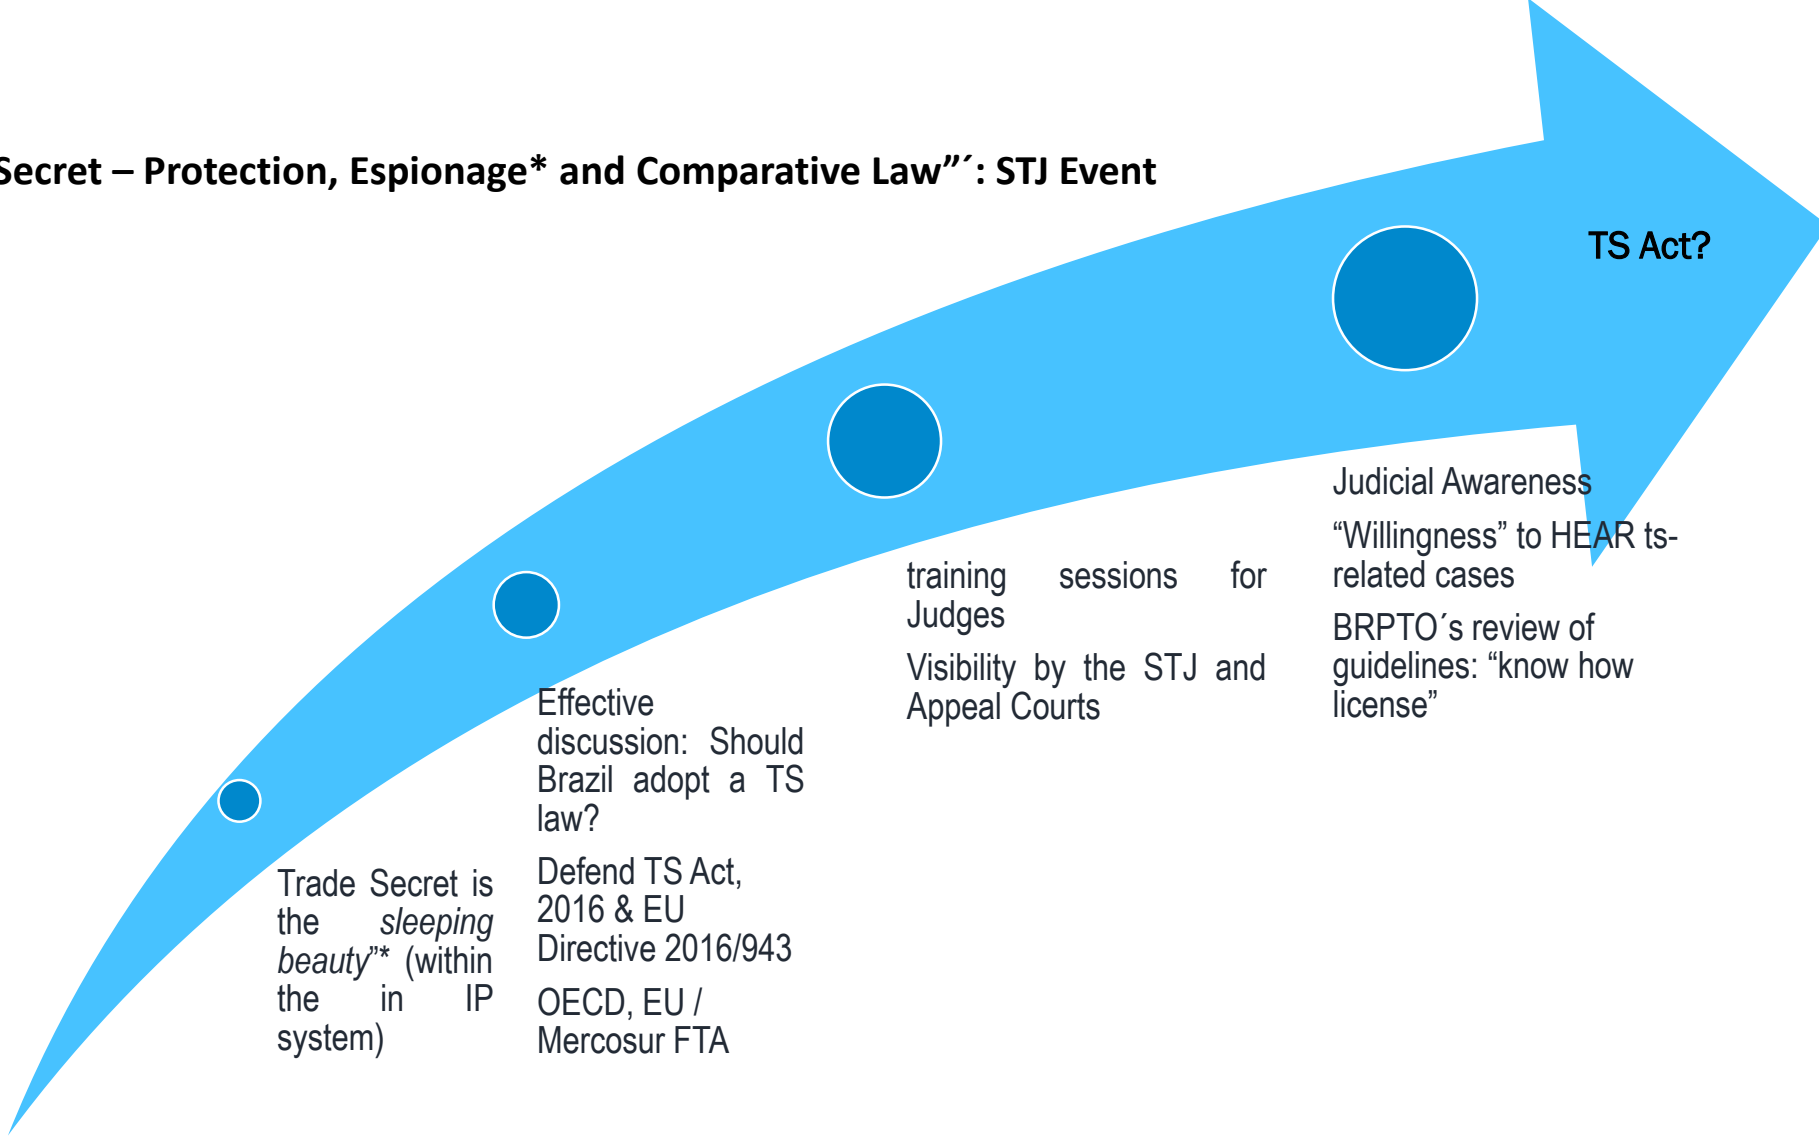 Secret – Protection, Espionage* and Comparative Law”´: STJ Event
TS Act?
Trade Secret is
the sleeping
beauty”* (within
the in IP
system)
Effective
discussion: Should
Brazil adopt a TS
law?
Defend TS Act,
2016 & EU
Directive 2016/943
OECD, EU /
Mercosur FTA
training sessions for
Judges
Visibility by the STJ and
Appeal Courts
Judicial Awareness
“Willingness” to HEAR ts-
related cases
BRPTO´s review of
guidelines: “know how
license”